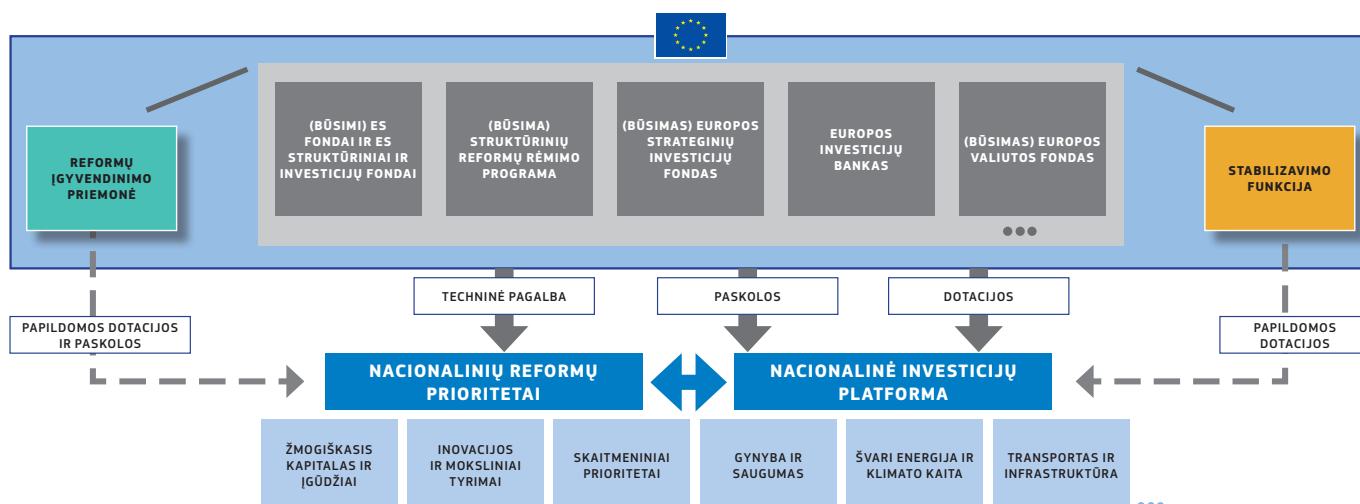 REFORMŲ
ĮGYVENDINIMO
PRIEMONĖ
(BŪSIMI) ES
FONDAI IR ES
STRUKTŪRINIAI IR
INVESTICIJŲ FONDAI
(BŪSIMA)
STRUKTŪRINIŲ
REFORMŲ RĖMIMO
PROGRAMA
(BŪSIMAS) EUROPOS
STRATEGINIŲ
INVESTICIJŲ
FONDAS
EUROPOS
INVESTICIJŲ
BANKAS
(BŪSIMAS) EUROPOS
VALIUTOS FONDAS
STABILIZAVIMO
FUNKCIJA
TECHNINĖ PAGALBA
PASKOLOS
DOTACIJOS
PAPILDOMOS DOTACIJOS
IR PASKOLOS
PAPILDOMOS
DOTACIJOS
NACIONALINIŲ REFORMŲ
PRIORITETAI
NACIONALINĖ INVESTICIJŲ
PLATFORMA
ŽMOGIŠKASIS
KAPITALAS IR
ĮGŪDŽIAI
INOVACIJOS
IR MOKSLINIAI
TYRIMAI
SKAITMENINIAI
PRIORITETAI
GYNYBA IR
SAUGUMAS
ŠVARI ENERGIJA IR
KLIMATO KAITA
TRANSPORTAS IR
INFRASTRUKTŪRA